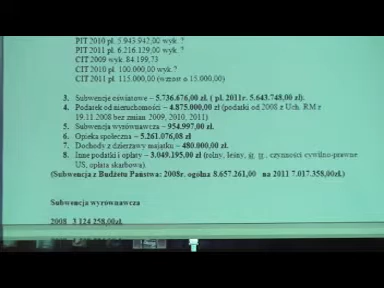 PIT 2010 pl. 5.943.942,00 wyk. ?
PIT 2011 pl. 6.216.129,00 wyk ?
CIT 2009 wyk. 84.199,73
CIT 2010 pl. 100.000,00 wyk.?
CIT 2011 pl. 115.000,00 (wzrost o 15.000,00)
3. Subwencje oświatowe – 5.736.676,00 zł. ( pl. 2011r. 5.643.748,00 zł).
4. Podatek od nieruchomości – 4.875.000,00 zł (podatki od 2008 z Uch. RM z
19.11.2008 bez zmian 2009, 2010, 2011)
5. Subwencja wyrównawcza – 954.997,00 zł.
6. Opieka społeczna – 5.261.076,08 zł
7. Dochody z dzierżawy majątku – 480.000,00 zł.
8. Inne podatki i opłaty – 3.049.195,00 zł (rolny, leśny, czynności cywilno-prawne
US, opłata skarbowa).
(Subwencja z Budżetu Państwa: 2008r. ogólna 8.657.261,00 na 2011 7.017.358,00zł.)
Subwencja wyrównawcza
2008 3 124 258,00zł